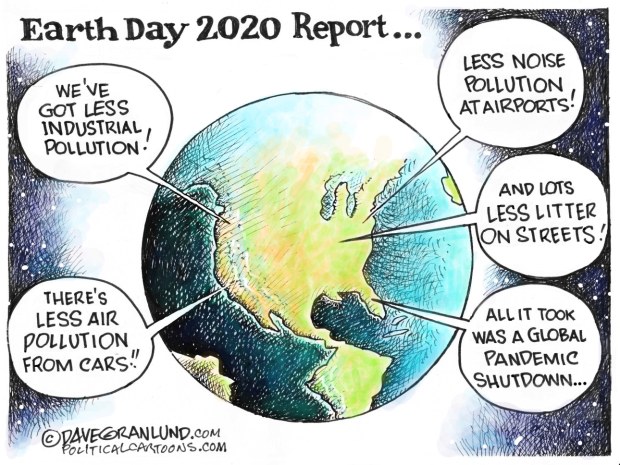 Earth Day 2020 Report...
WE'VE
GOT LESS
INDUSTRIAL
POLLUTION!
LESS NOISE
POLLUTION
AT AIRPORTS!
AND LOTS
LESS LITTER
ON STREETS!
THERE'S
LESS AIR
POLLUTION
FROM CARS!!
ALL IT TOOK
WAS A GLOBAL
PANDEMIC
SHUTDOWN...
© DAVEGRANLUND.COM
POLITICALCARTOONS.COM